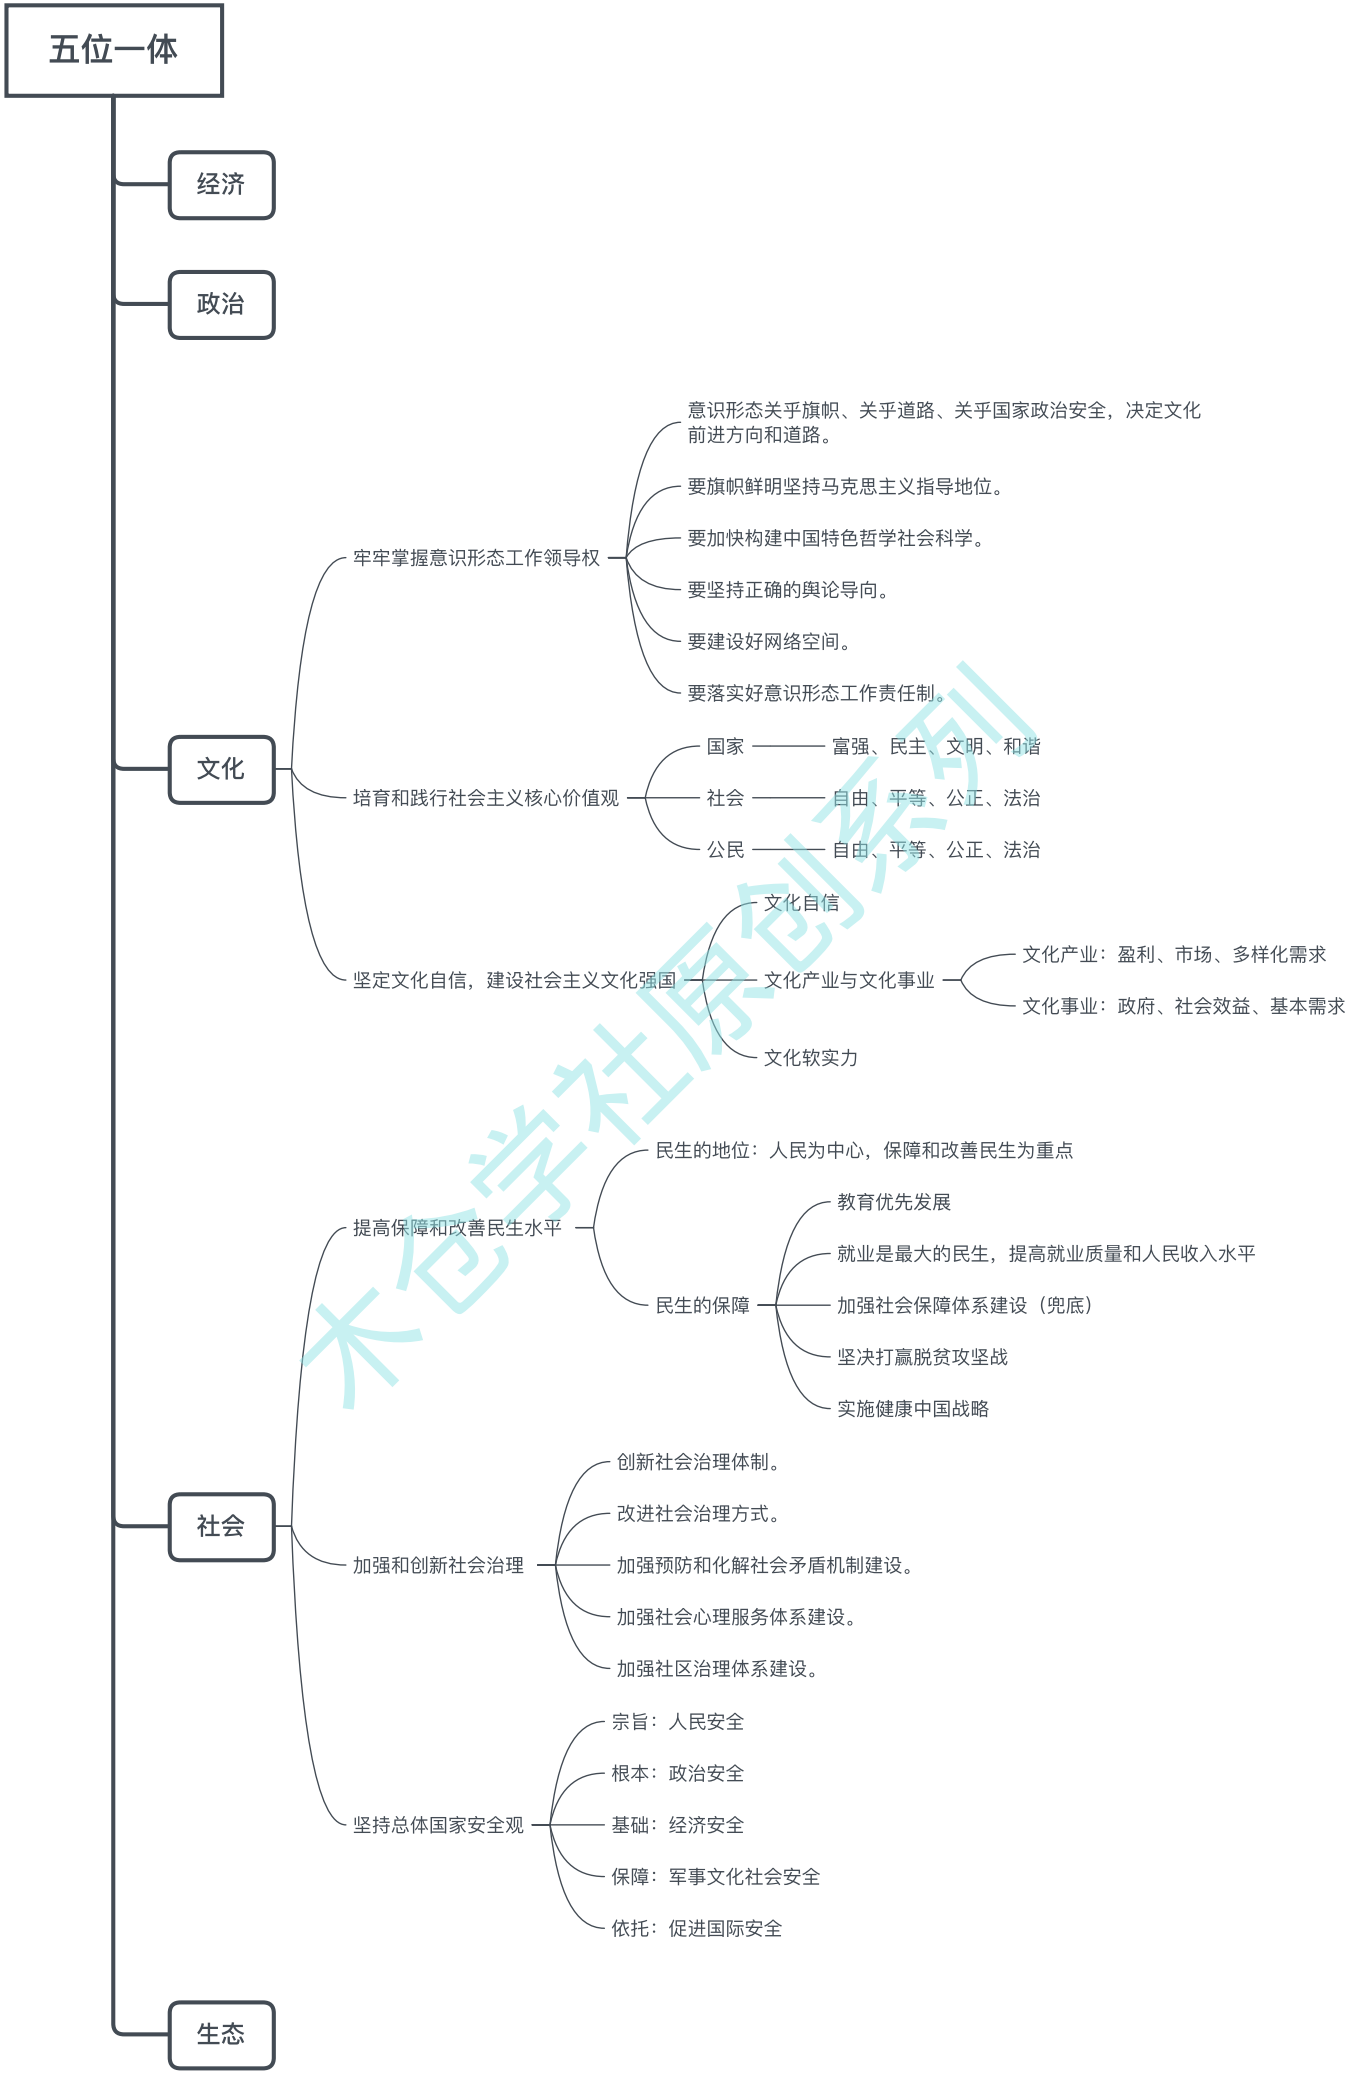 五位一体
经济
政治
文化
牢牢掌握意识形态工作领导权
意识形态关乎旗帜、关乎道路、关乎国家政治安全，决定文化
前进方向和道路。
要旗帜鲜明坚持马克思主义指导地位。
要加快构建中国特色哲学社会科学。
要坚持正确的舆论导向。
要建设好网络空间。
要落实好意识形态工作责任制。
培育和践行社会主义核心价值观
国家
富强、民主、文明、和谐
社会
自由、平等、公正、法治
公民
自由、平等、公正、法治
坚定文化自信，建设社会主义文化强国
文化自信
文化产业与文化事业
文化产业：盈利、市场、多样化需求
文化事业：政府、社会效益、基本需求
文化软实力
社会
提高保障和改善民生水平
民生的地位：人民为中心，保障和改善民生为重点
民生的保障
教育优先发展
就业是最大的民生，提高就业质量和人民收入水平
加强社会保障体系建设（兜底）
坚决打赢脱贫攻坚战
实施健康中国战略
加强和创新社会治理
创新社会治理体制。
改进社会治理方式。
加强预防和化解社会矛盾机制建设。
加强社会心理服务体系建设。
加强社区治理体系建设。
坚持总体国家安全观
宗旨：人民安全
根本：政治安全
基础：经济安全
保障：军事文化社会安全
依托：促进国际安全
生态
木仓学社原创系列